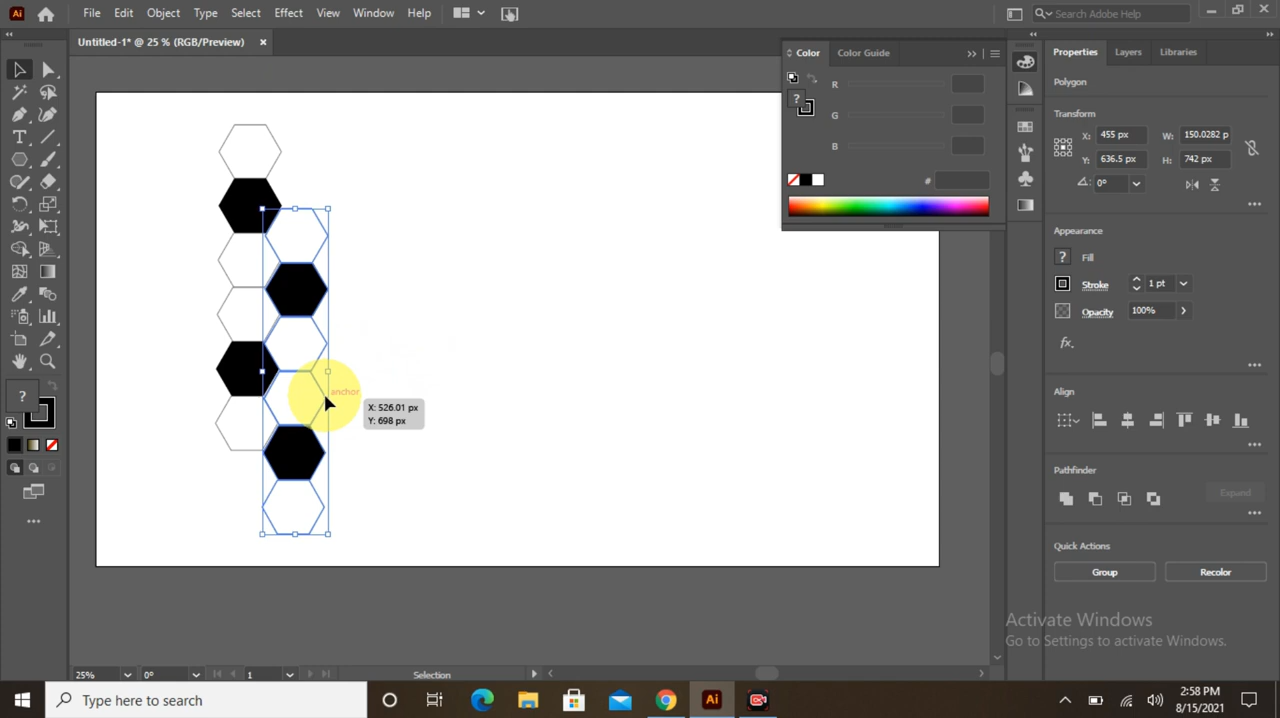 Ai File Edit Object Type Select Effect View Window Help Search Adobe Help
Untitled-1* @ 25 % (RGB/Preview) ×
Color Color Guide
? R
G
B
#
Properties Layers Libraries
Polygon
Transform
X: 455 px W: 150.0282 p
Y: 636.5 px H: 742 px
0°
Appearance
? Fill
Stroke 1 pt
Opacity 100%
fx.
Align
Pathfinder
Expand
Quick Actions
Group Recolor
anchor
X: 526.01 px
Y: 698 px
?
Activate Windows
Go to Settings to activate Windows.
25% 0° 1 Selection
Type here to search
Ai
2:58 PM
8/15/2021